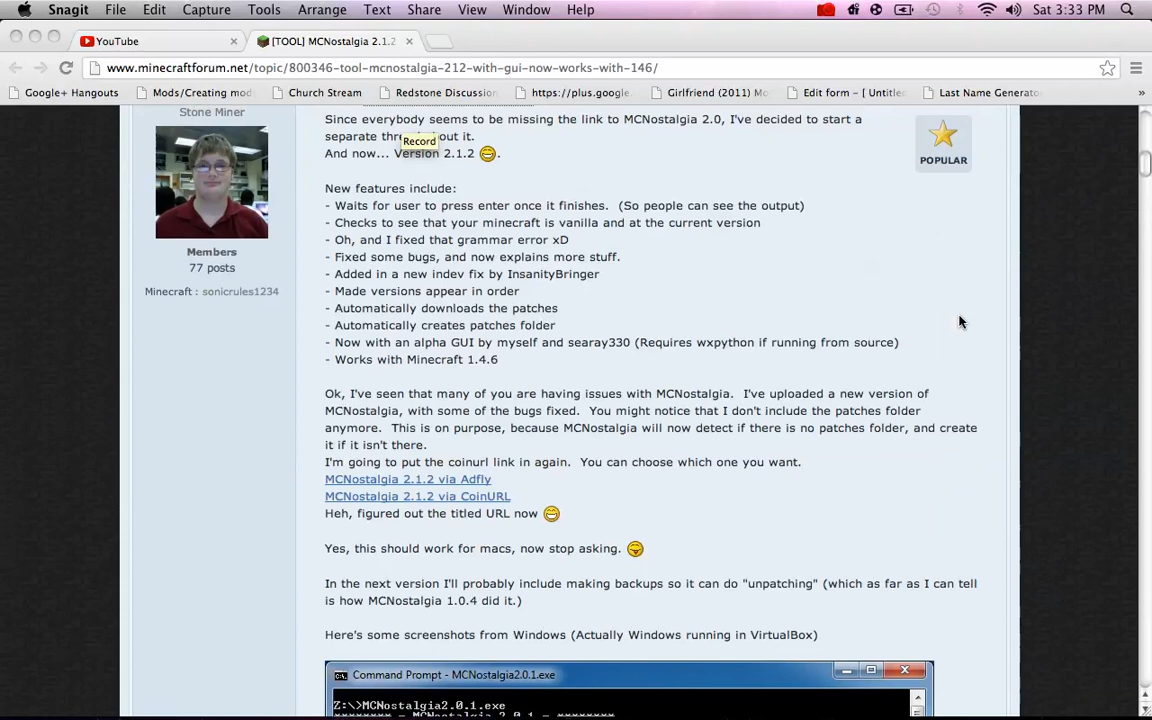 Snagit File Edit Capture Tools Arrange Text Share View Window Help Sat 3:33 PM
YouTube [TOOL] MCNostalgia 2.1.2
www.minecraftforum.net/topic/800346-tool-mcnostalgia-212-with-gui-now-works-with-146/
Google+ Hangouts Mods/Creating mod Church Stream Redstone Discussion https://plus.google. Girlfriend (2011) Mo Edit form - [ Untitle Last Name Generato »
Stone Miner
Since everybody seems to be missing the link to MCNostalgia 2.0, I've decided to start a
separate out it.
Record
And now... Version 2.1.2 .
POPULAR
New features include:
- Waits for user to press enter once it finishes. (So people can see the output)
- Checks to see that your minecraft is vanilla and at the current version
- Oh, and I fixed that grammar error xD
Members
- Fixed some bugs, and now explains more stuff.
77 posts
- Added in a new indev fix by InsanityBringer
Minecraft : sonicrules1234
- Made versions appear in order
- Automatically downloads the patches
- Automatically creates patches folder
- Now with an alpha GUI by myself and searay330 (Requires wxpython if running from source)
- Works with Minecraft 1.4.6
Ok, I've seen that many of you are having issues with MCNostalgia. I've uploaded a new version of
MCNostalgia, with some of the bugs fixed. You might notice that I don't include the patches folder
anymore. This is on purpose, because MCNostalgia will now detect if there is no patches folder, and create
it if it isn't there.
I'm going to put the coinurl link in again. You can choose which one you want.
MCNostalgia 2.1.2 via Adfly
MCNostalgia 2.1.2 via CoinURL
Heh, figured out the titled URL now
Yes, this should work for macs, now stop asking.
In the next version I'll probably include making backups so it can do "unpatching" (which as far as I can tell
is how MCNostalgia 1.0.4 did it.)
Here's some screenshots from Windows (Actually Windows running in VirtualBox)
Command Prompt - MCNostalgia2.0.1.exe
Z:\>MCNostalgia2.0.1.exe